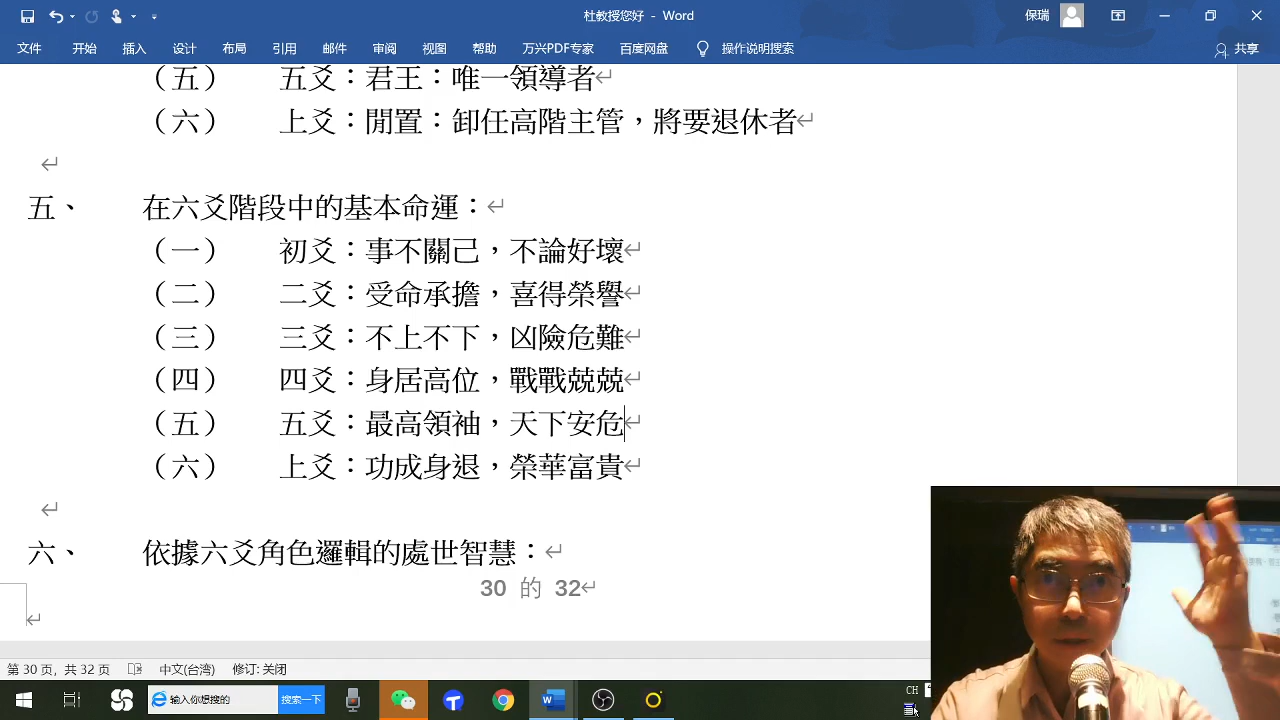 杜教授您好 - Word
保瑞
文件 开始 插入 设计 布局 引用 邮件 审阅 视图 帮助 万兴PDF专家 百度网盘 操作说明搜索 共享
（五） 五爻：君王：唯一領導者
（六） 上爻：閒置：卸任高階主管，將要退休者
五、 在六爻階段中的基本命運：
（一） 初爻：事不關己，不論好壞
（二） 二爻：受命承擔，喜得榮譽
（三） 三爻：不上不下，凶險危難
（四） 四爻：身居高位，戰戰兢兢
（五） 五爻：最高領袖，天下安危
（六） 上爻：功成身退，榮華富貴
六、 依據六爻角色邏輯的處世智慧：
30 的 32
第 30 页，共 32 页 中文(台湾) 修订: 关闭
输入你想搜的 搜索一下 CH